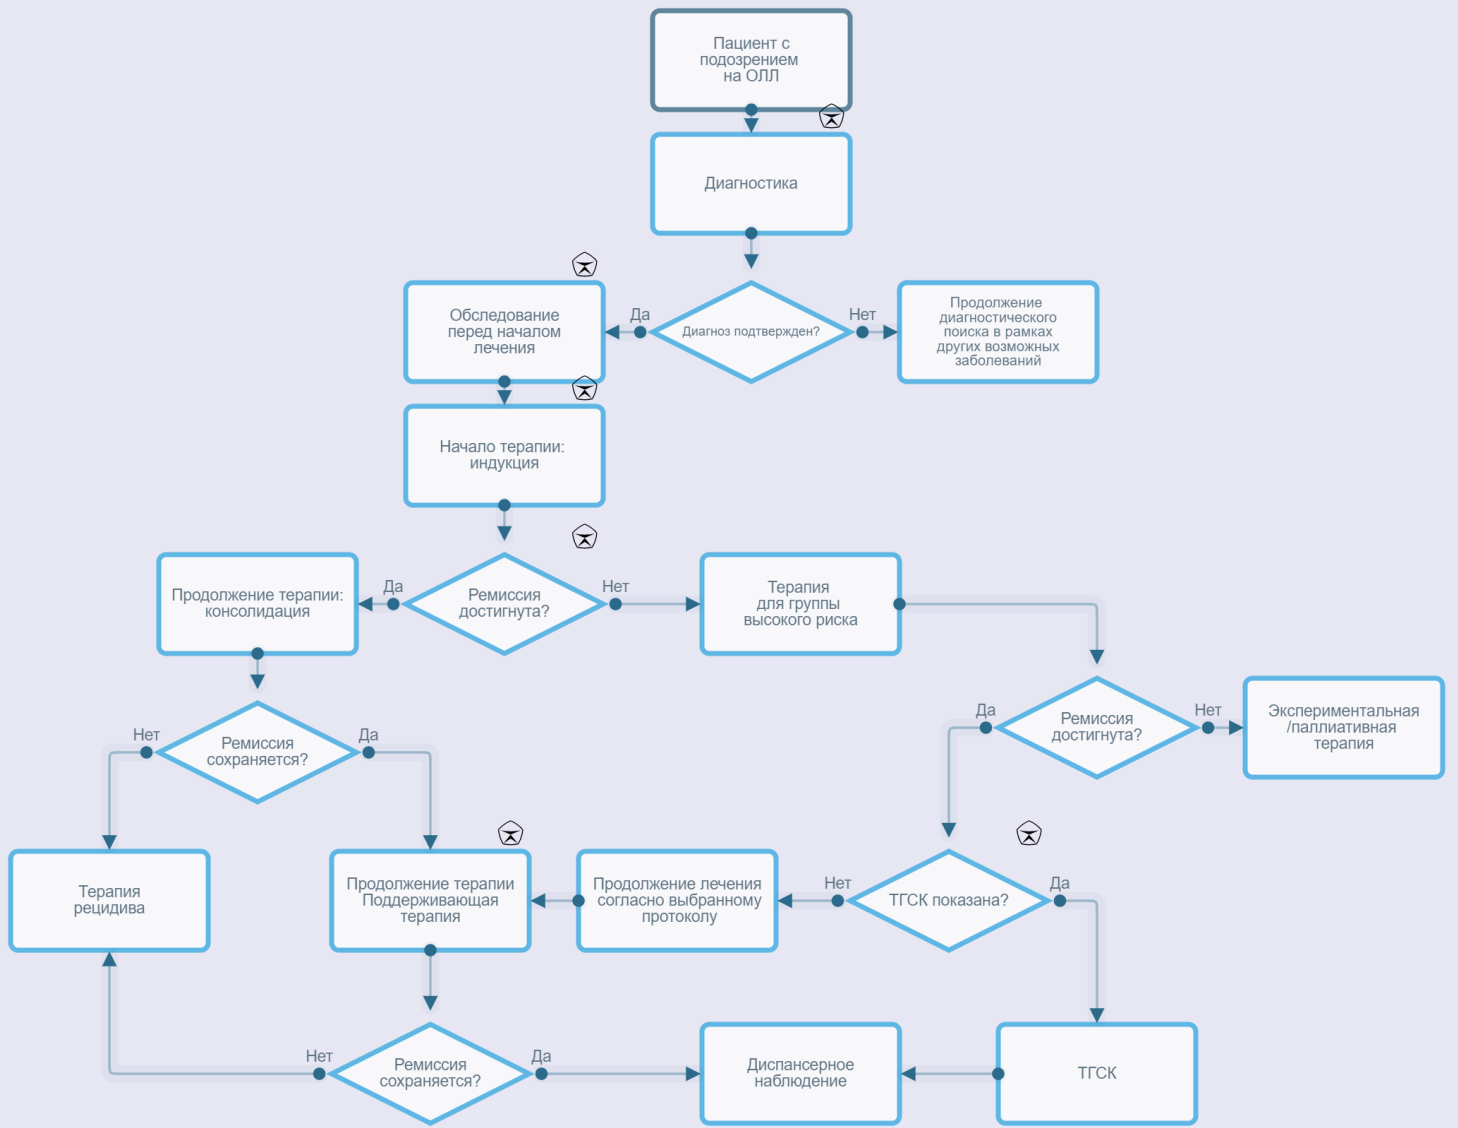 Пациент с
подозрением
на ОЛЛ
Диагностика
Диагноз подтвержден?
Да
Нет
Обследование
перед началом
лечения
Продолжение
диагностического
поиска в рамках
других возможных
заболеваний
Начало терапии:
индукция
Ремиссия
достигнута?
Да
Нет
Продолжение терапии:
консолидация
Терапия
для группы
высокого риска
Ремиссия
сохраняется?
Нет
Да
Ремиссия
достигнута?
Да
Нет
Экспериментальная
/паллиативная
терапия
Терапия
рецидива
Продолжение терапии
Поддерживающая
терапия
Продолжение лечения
согласно выбранному
протоколу
Нет
ТГСК показана?
Да
Нет
Ремиссия
сохраняется?
Да
Диспансерное
наблюдение
ТГСК